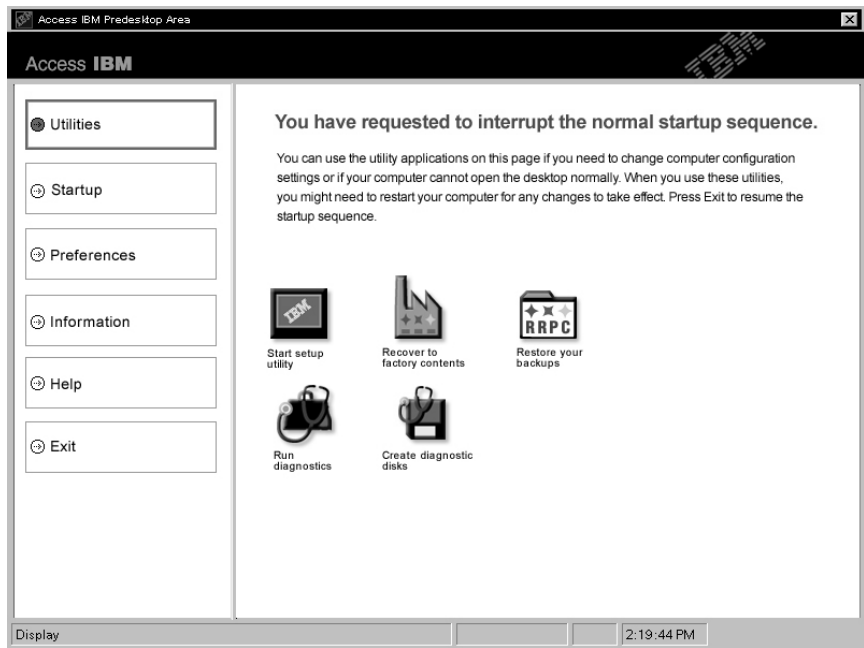 Access IBM Predesktop Area
Access IBM
IBM
Utilities
Startup
Preferences
Information
Help
Exit
You have requested to interrupt the normal startup sequence.
You can use the utility applications on this page if you need to change computer configuration
settings or if your computer cannot open the desktop normally. When you use these utilities,
you might need to restart your computer for any changes to take effect. Press Exit to resume the
startup sequence.
IBM
Start setup
utility
Recover to
factory contents
RRPC
Restore your
backups
Run
diagnostics
Create diagnostic
disks
Display
2:19:44 PM